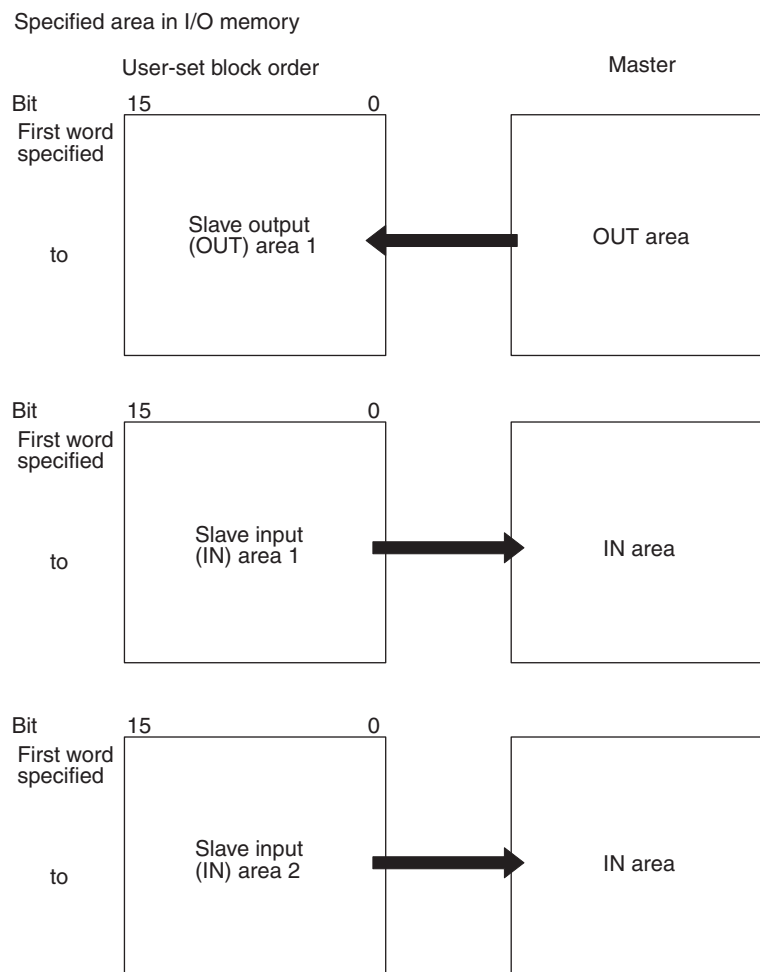 Specified area in I/O memory
User-set block order
Master
Bit
15
0
First word
specified
to
Slave output
(OUT) area 1
OUT area
Bit
15
0
First word
specified
to
Slave input
(IN) area 1
IN area
Bit
15
0
First word
specified
to
Slave input
(IN) area 2
IN area